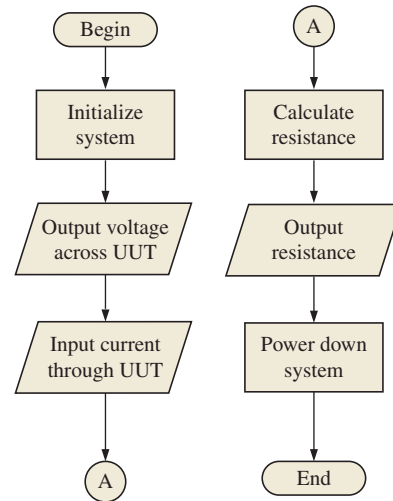 Begin
Initialize
system
Output voltage
across UUT
Input current
through UUT
A
A
Calculate
resistance
Output
resistance
Power down
system
End